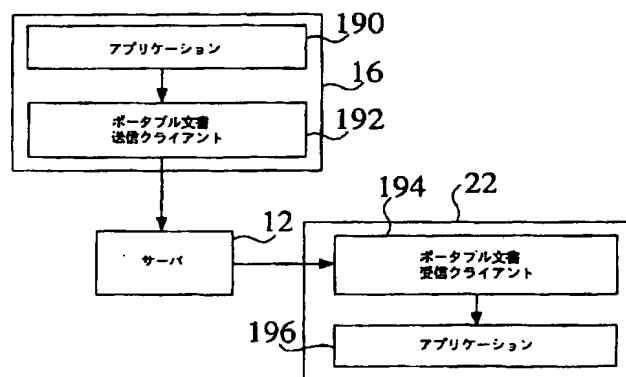 アプリケーション
190
16
ポータブル文書
送信クライアント
192
12
サーバ
194
22
ポータブル文書
受信クライアント
196
アプリケーション